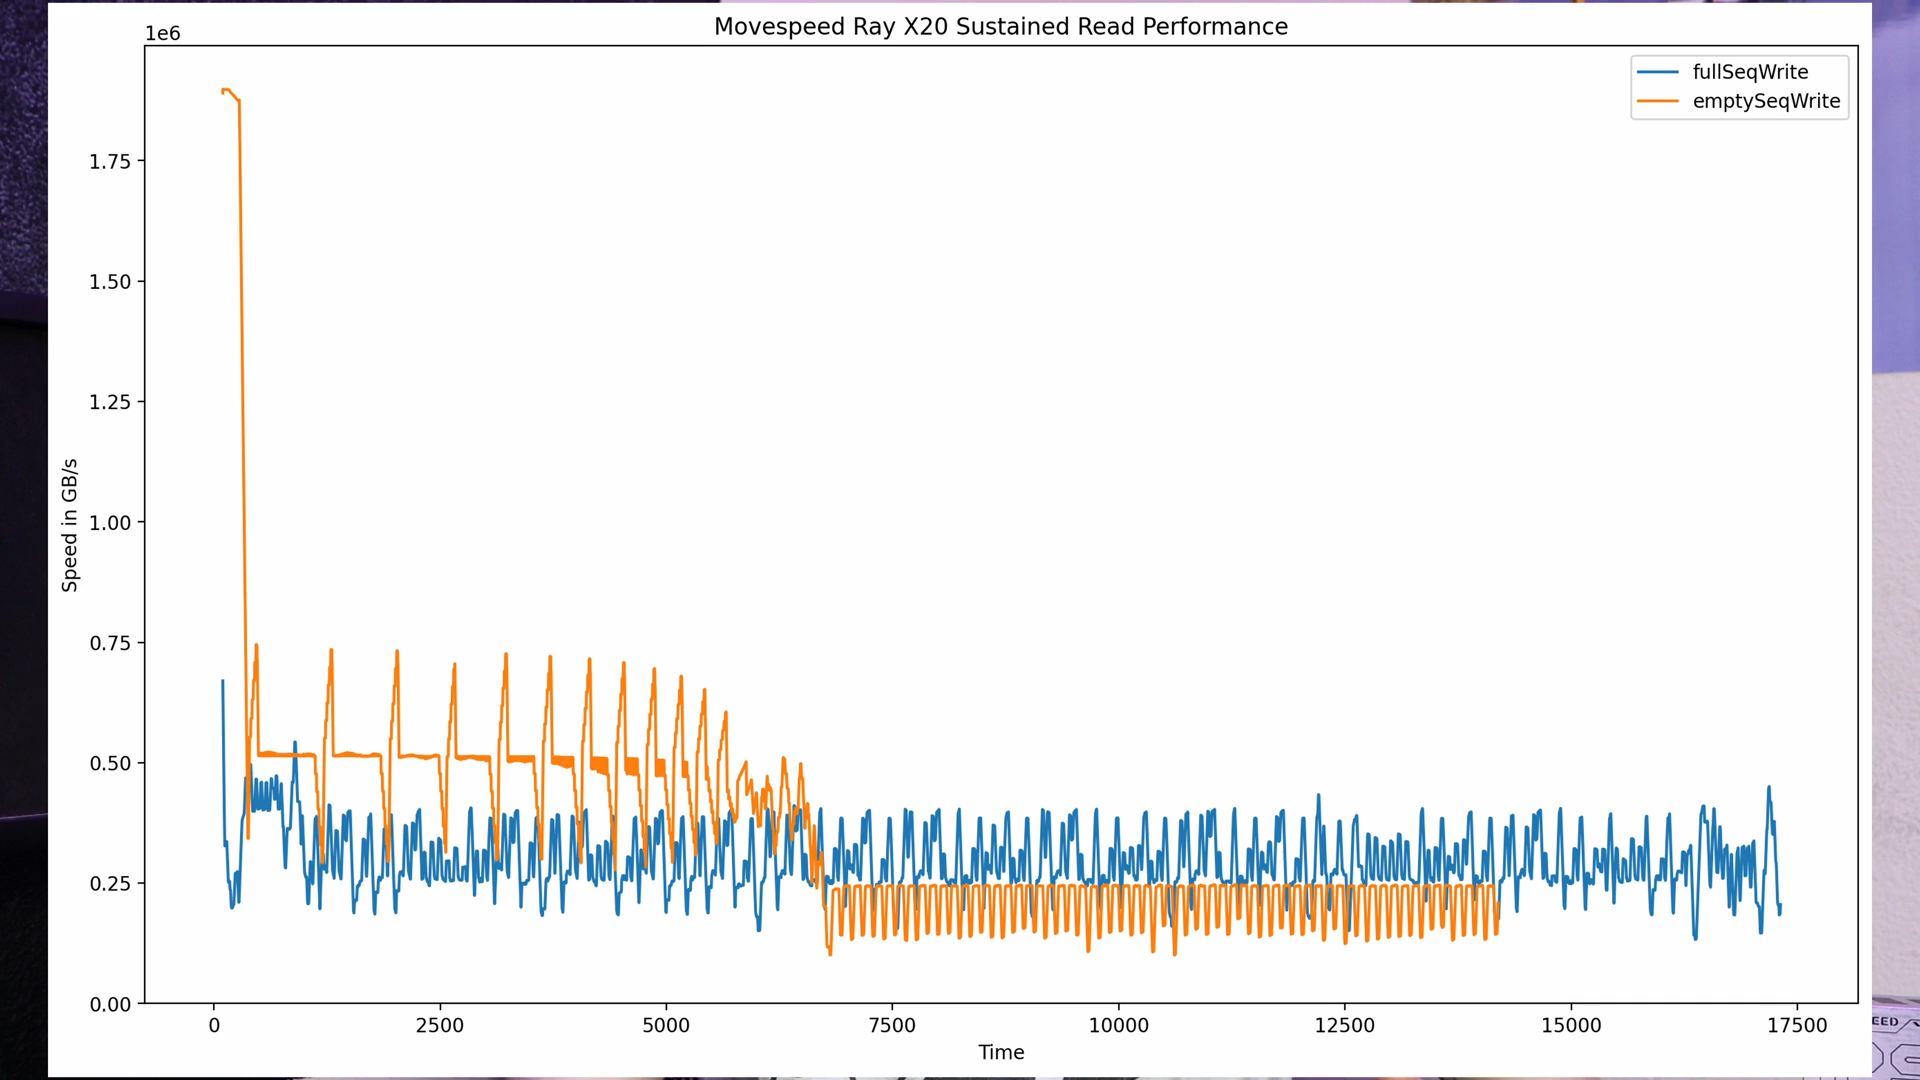 Movespeed Ray X20 Sustained Read Performance
1e6
fullSeqWrite
emptySeqWrite
1.75
1.50
1.25
1.00
0.75
0.50
0.25
0.00
Speed in GB/s
0 2500 5000 7500 10000 12500 15000 17500
Time
EED